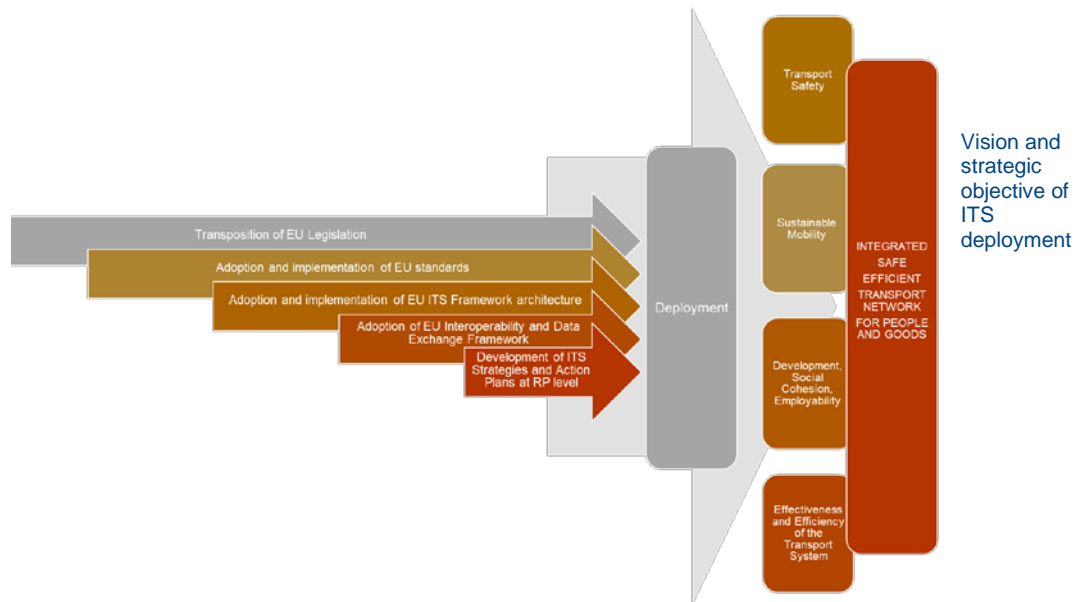 Transposition of EU Legislation
Adoption and implementation of EU standards
Adoption and implementation of EU ITS Framework architecture
Adoption of EU Interoperability and Data
Exchange Framework
Development of ITS
Strategies and Action
Plans at RP level
Deployment
Transport
Safety
Sustainable
Mobility
Development,
Social
Cohesion,
Employability
Effectiveness
and Efficiency
of the
Transport
System
INTEGRATED
SAFE
EFFICIENT
TRANSPORT
NETWORK
FOR PEOPLE
AND GOODS
Vision and
strategic
objective of
ITS
deployment